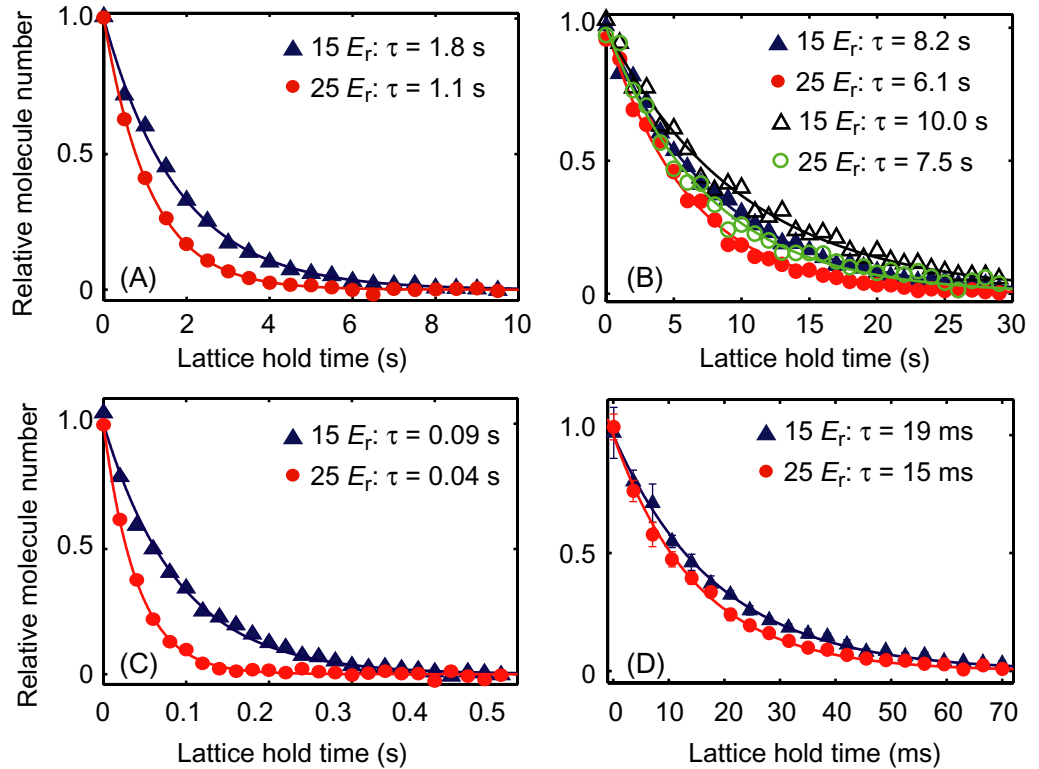 Relative molecule number
1.0
0.5
0
15 Er: τ = 1.8 s
25 Er: τ = 1.1 s
(A)
0 2 4 6 8 10
Lattice hold time (s)
1.0
0.5
0
15 Er: τ = 8.2 s
25 Er: τ = 6.1 s
15 Er: τ = 10.0 s
25 Er: τ = 7.5 s
(B)
0 5 10 15 20 25 30
Lattice hold time (s)
Relative molecule number
1.0
0.5
0
15 Er: τ = 0.09 s
25 Er: τ = 0.04 s
(C)
0 0.1 0.2 0.3 0.4 0.5
Lattice hold time (s)
1.0
0.5
0
15 Er: τ = 19 ms
25 Er: τ = 15 ms
(D)
0 10 20 30 40 50 60 70
Lattice hold time (ms)